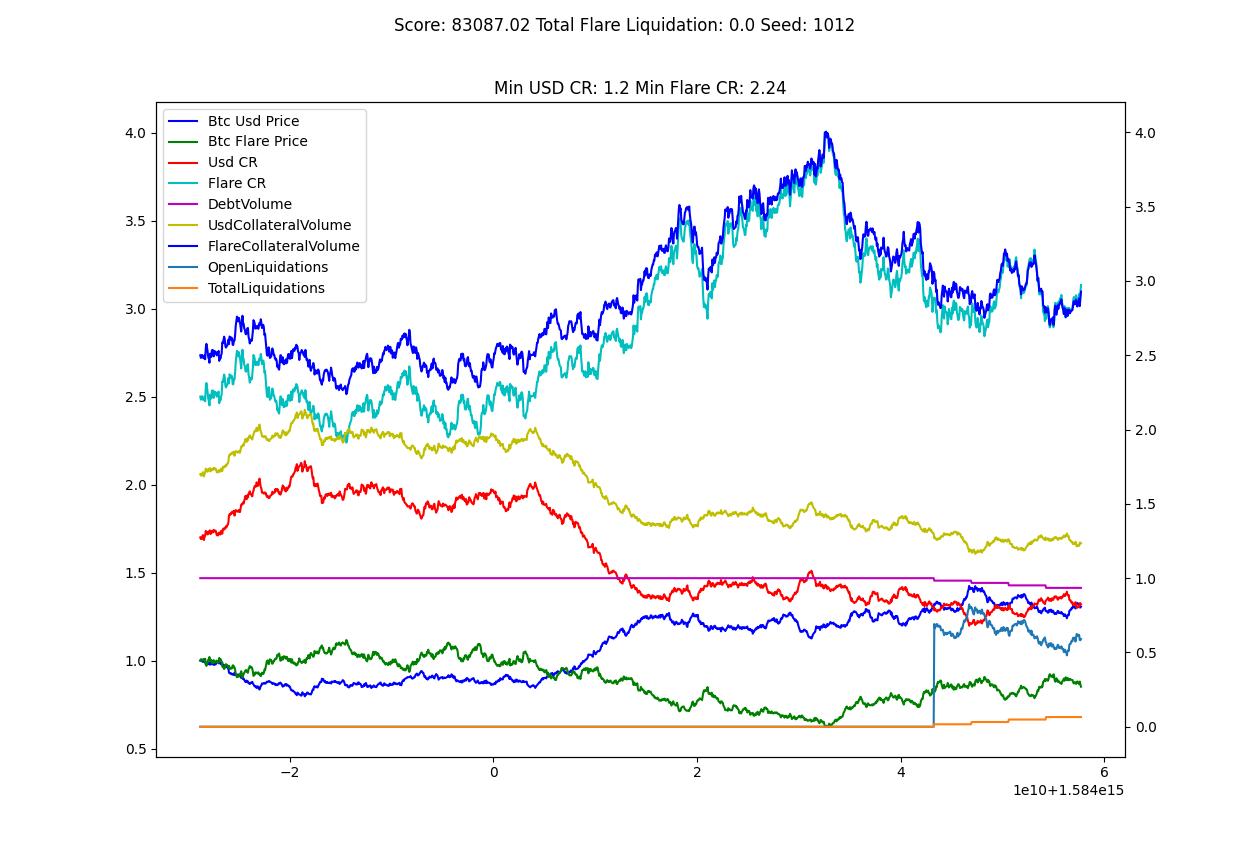 Score: 83087.02 Total Flare Liquidation: 0.0 Seed: 1012
Min USD CR: 1.2 Min Flare CR: 2.24
Btc Usd Price
Btc Flare Price
Usd CR
Flare CR
DebtVolume
UsdCollateralVolume
FlareCollateralVolume
OpenLiquidations
TotalLiquidations
4.0
3.5
3.0
2.5
2.0
1.5
1.0
0.5
4.0
3.5
3.0
2.5
2.0
1.5
1.0
0.5
0.0
−2 0 2 4 6
1e10+1.584e15